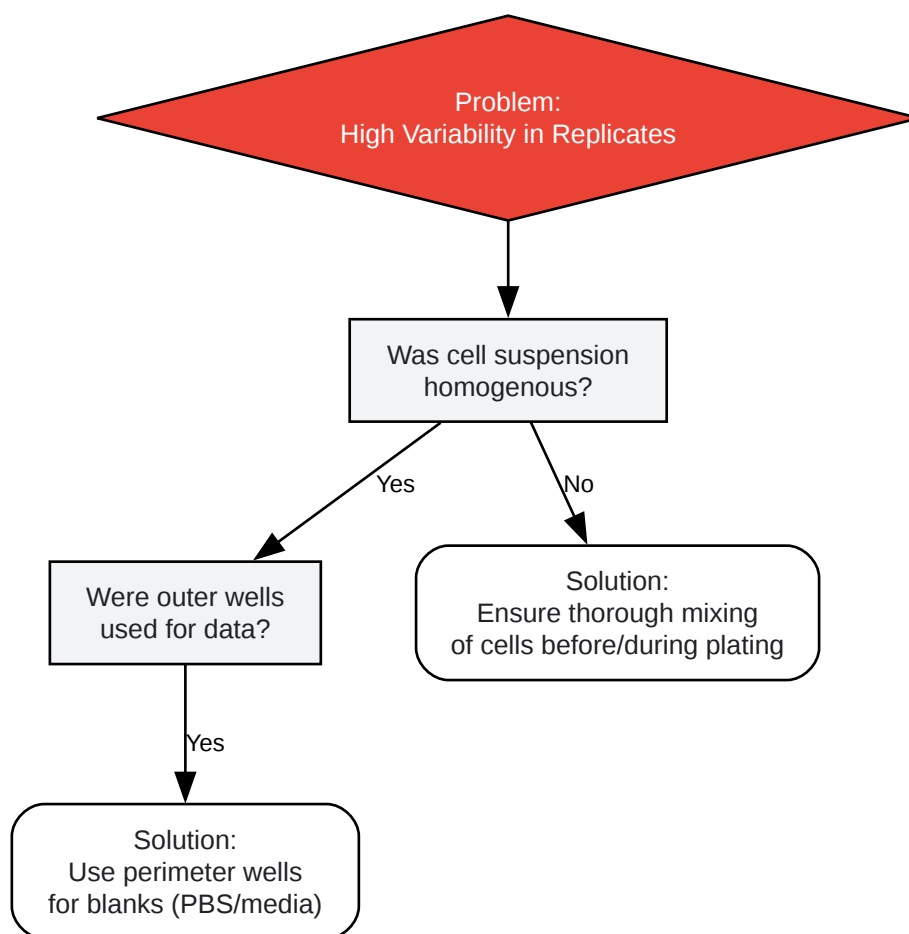 Problem:
High Variability in Replicates
Was cell suspension
homogenous?
Yes
No
Were outer wells
used for data?
Solution:
Ensure thorough mixing
of cells before/during plating
Yes
Solution:
Use perimeter wells
for blanks (PBS/media)